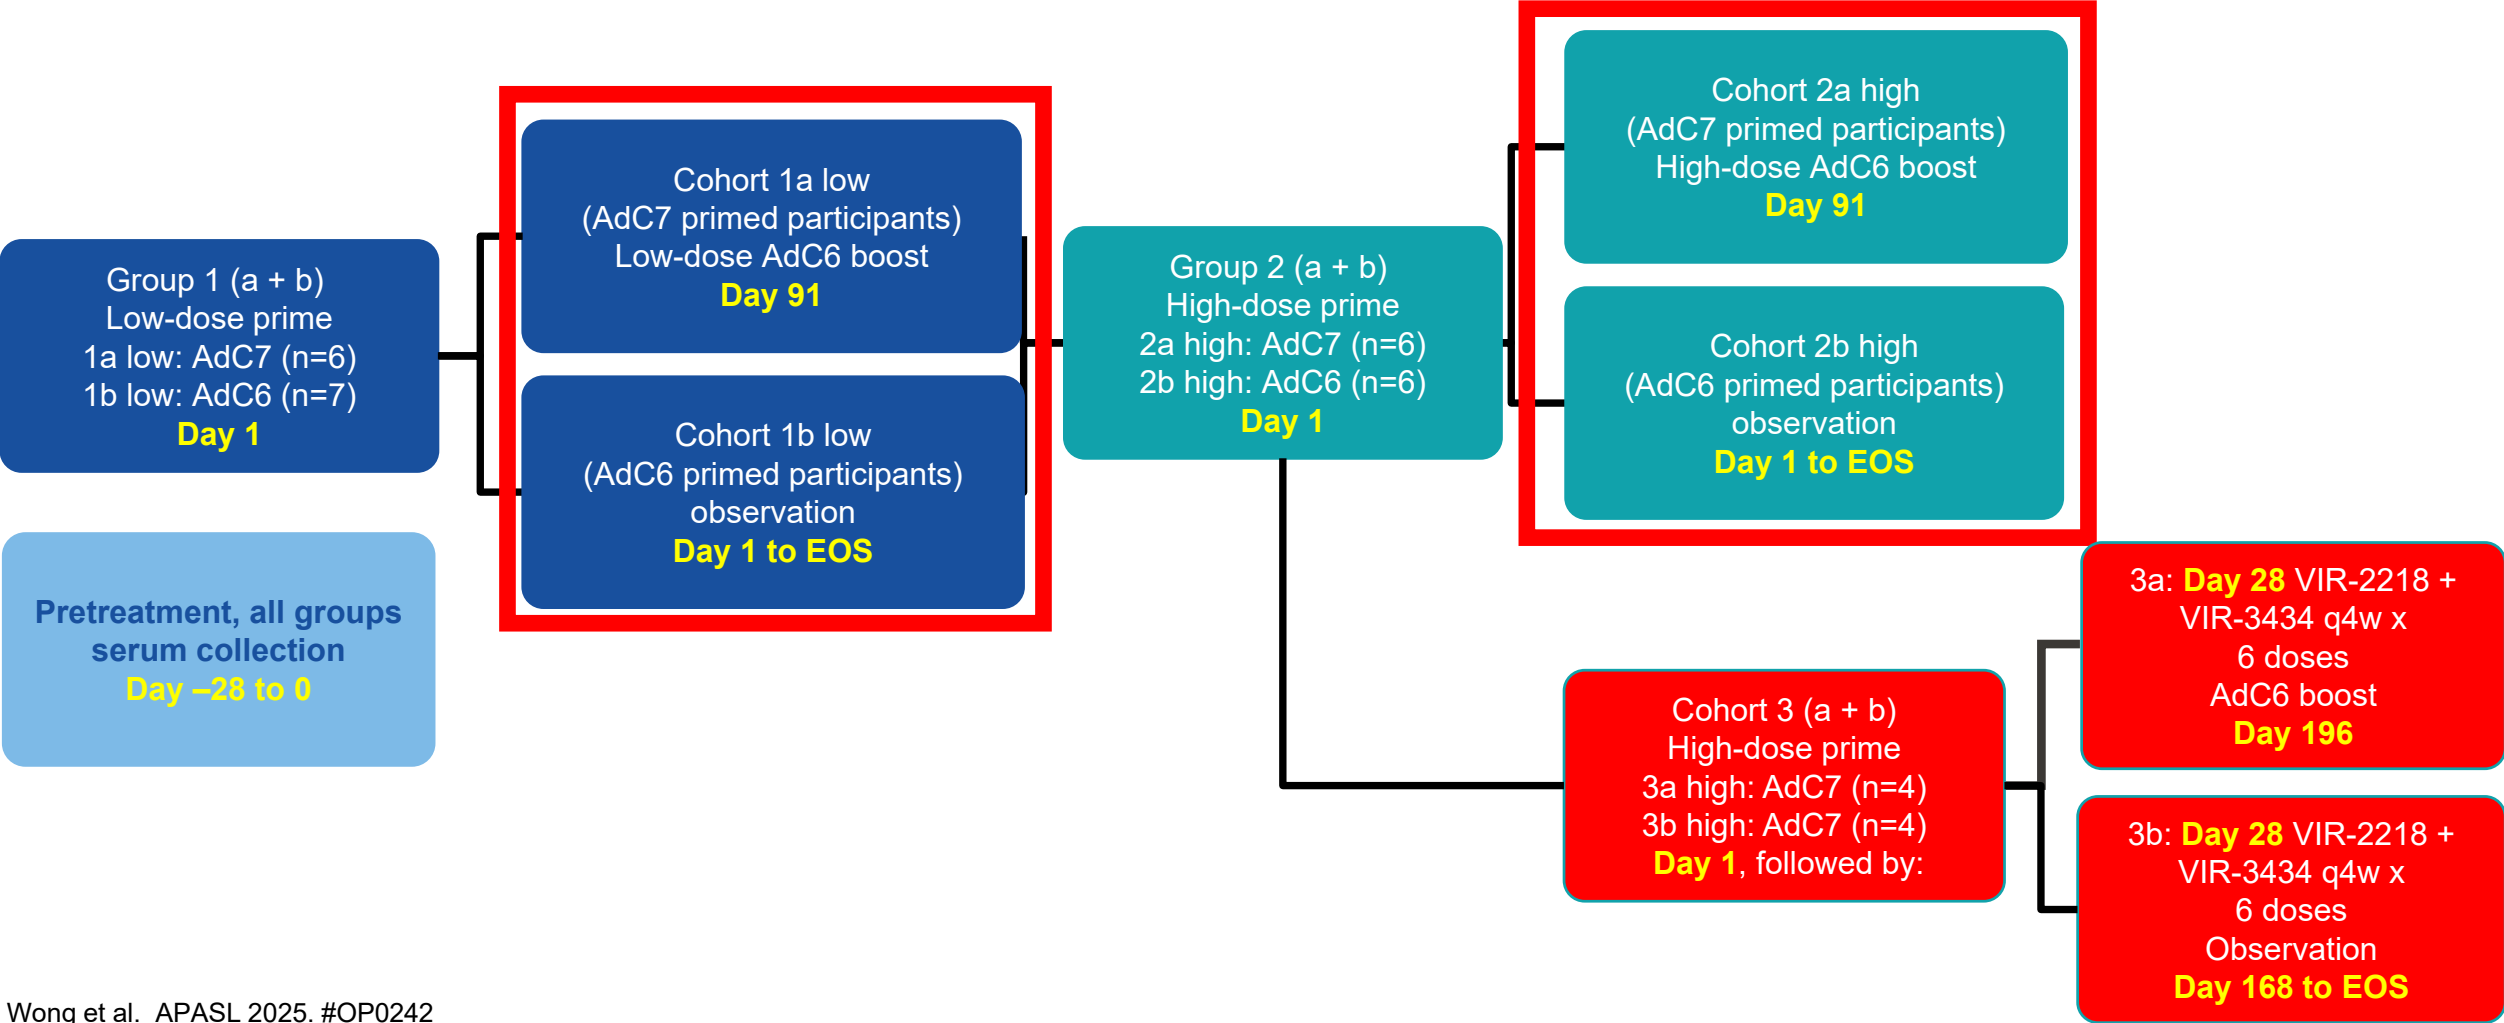 Group 1 (a + b)
Low-dose prime
1a low: AdC7 (n=6)
1b low: AdC6 (n=7)
Day 1
Pretreatment, all groups
serum collection
Day –28 to 0
Cohort 1a low
(AdC7 primed participants)
Low-dose AdC6 boost
Day 91
Cohort 1b low
(AdC6 primed participants)
observation
Day 1 to EOS
Group 2 (a + b)
High-dose prime
2a high: AdC7 (n=6)
2b high: AdC6 (n=6)
Day 1
Cohort 2a high
(AdC7 primed participants)
High-dose AdC6 boost
Day 91
Cohort 2b high
(AdC6 primed participants)
observation
Day 1 to EOS
Cohort 3 (a + b)
High-dose prime
3a high: AdC7 (n=4)
3b high: AdC7 (n=4)
Day 1, followed by:
3a: Day 28 VIR-2218 +
VIR-3434 q4w x
6 doses
AdC6 boost
Day 196
3b: Day 28 VIR-2218 +
VIR-3434 q4w x
6 doses
Observation
Day 168 to EOS
Wong et al. APASL 2025. #OP0242